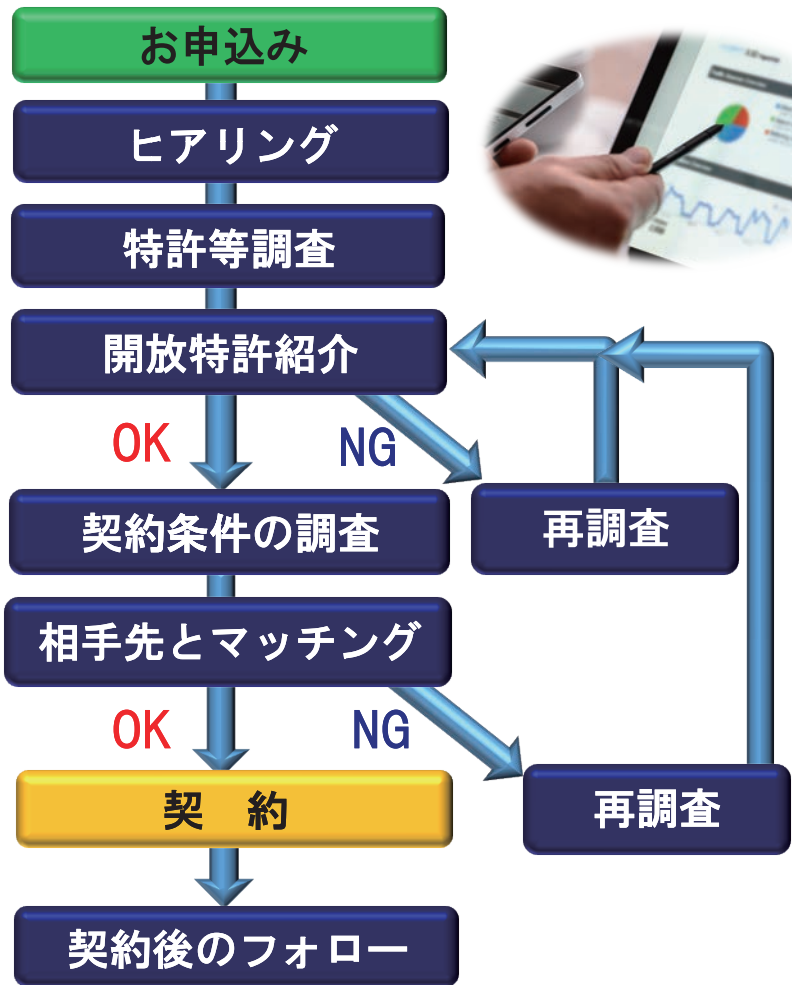 お申込み
ヒアリング
特許等調査
開放特許紹介
OK
NG
契約条件の調査
再調査
相手先とマッチング
OK
NG
契　約
再調査
契約後のフォロー